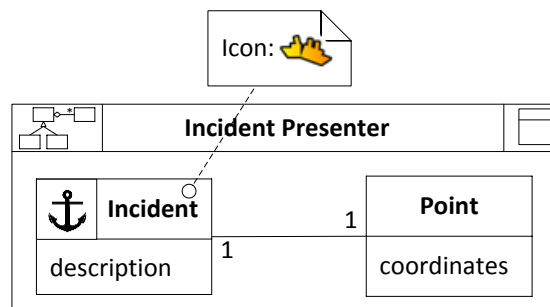 Icon:
*
Incident Presenter
Incident
1
Point
description
1
coordinates